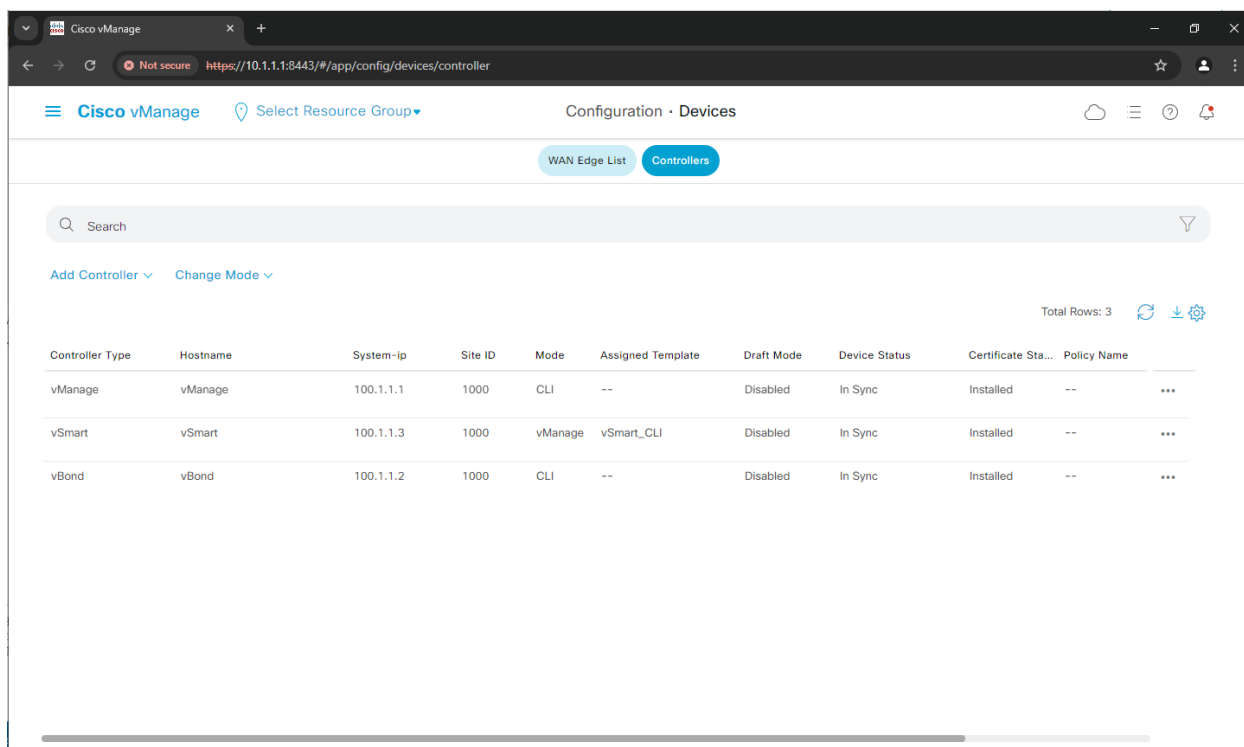 Cisco vManage
Not secure https://10.1.1.1:8443/#/app/config/devices/controller
Cisco vManage Select Resource Group Configuration · Devices
WAN Edge List Controllers
Search
Add Controller Change Mode
Total Rows: 3
Controller Type Hostname System-ip Site ID Mode Assigned Template Draft Mode Device Status Certificate Sta... Policy Name
vManage vManage 100.1.1.1 1000 CLI -- Disabled In Sync Installed -- •••
vSmart vSmart 100.1.1.3 1000 vManage vSmart_CLI Disabled In Sync Installed -- •••
vBond vBond 100.1.1.2 1000 CLI -- Disabled In Sync Installed -- •••